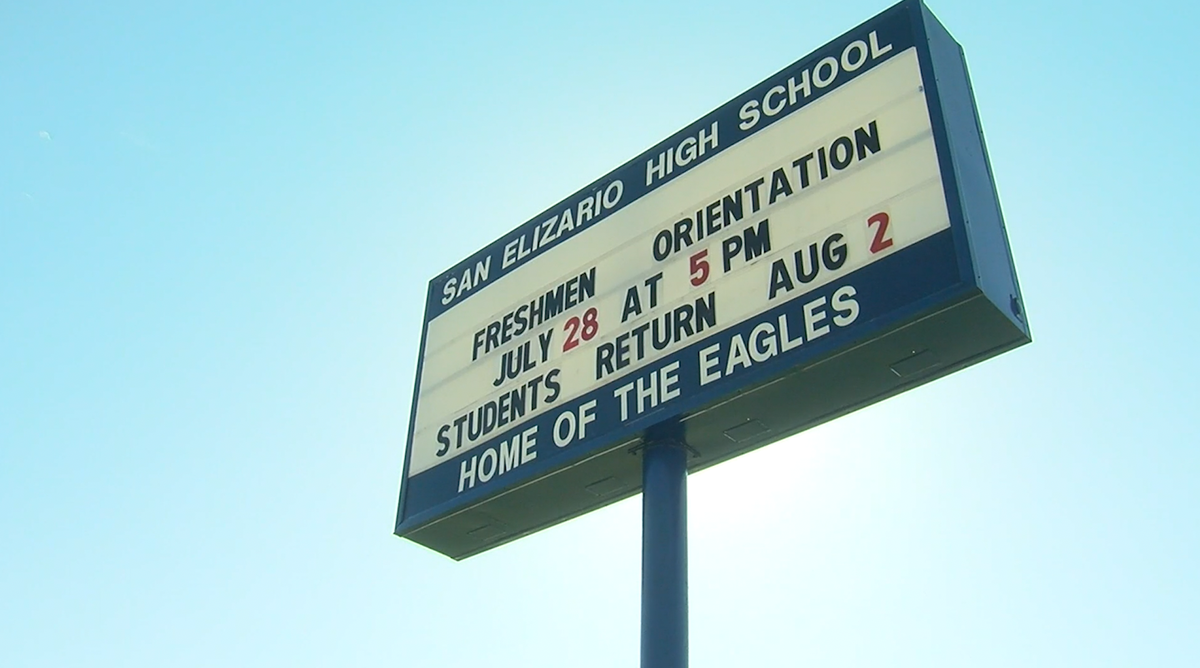 SAN ELIZARIO HIGH SCHOOL
FRESHMEN ORIENTATION
JULY 28 AT 5 PM
STUDENTS RETURN AUG 2
HOME OF THE EAGLES